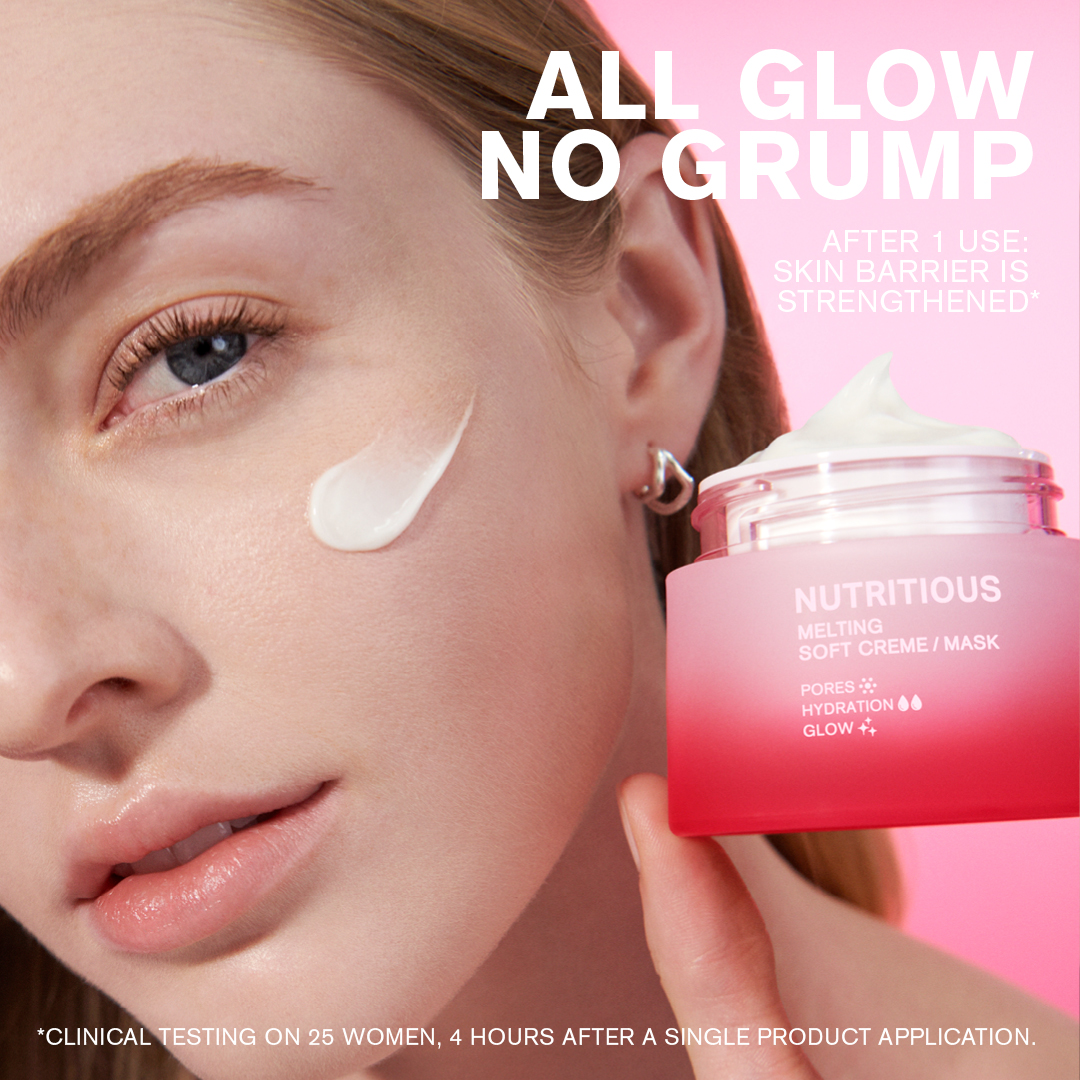 ALL GLOW
NO GRUMP
AFTER 1 USE:
SKIN BARRIER IS
STRENGTHENED*
NUTRITIOUS
MELTING
SOFT CREME / MASK
PORES
HYDRATION
GLOW
*CLINICAL TESTING ON 25 WOMEN, 4 HOURS AFTER A SINGLE PRODUCT APPLICATION.